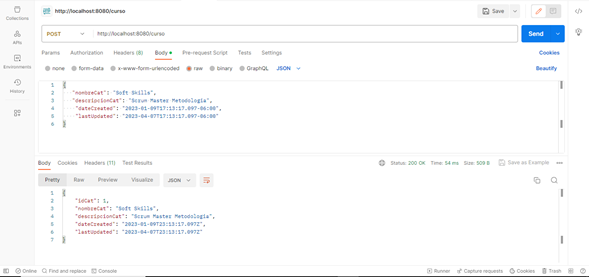 http://localhost:8080/curso
Save
Collections
POST
http://localhost:8080/curso
Send
APIs
Params
Authorization
Headers (8)
Body
Pre-request Script
Tests
Settings
Cookies
Environments
none
form-data
x-www-form-urlencoded
raw
binary
GraphQL
JSON
Beautify
History
1 {
2 "nombreCat": "Soft Skills",
3 "descripcionCat": "Scrum Master Metodologia",
4 "dateCreated": "2023-01-09T17:13:17.097-06:00",
5 "lastUpdated": "2023-04-07T17:13:17.097-06:00"
6 }
Body
Cookies
Headers (11)
Test Results
Status: 200 OK
Time: 54 ms
Size: 509 B
Save as Example
Pretty
Raw
Preview
Visualize
JSON
1 {
2 "idCat": 1,
3 "nombreCat": "Soft Skills",
4 "descripcionCat": "Scrum Master Metodologia",
5 "dateCreated": "2023-01-09T23:13:17.097Z",
6 "lastUpdated": "2023-04-07T23:13:17.097Z"
7 }
Online
Find and replace
Console
Runner
Capture requests
Cookies
Trash